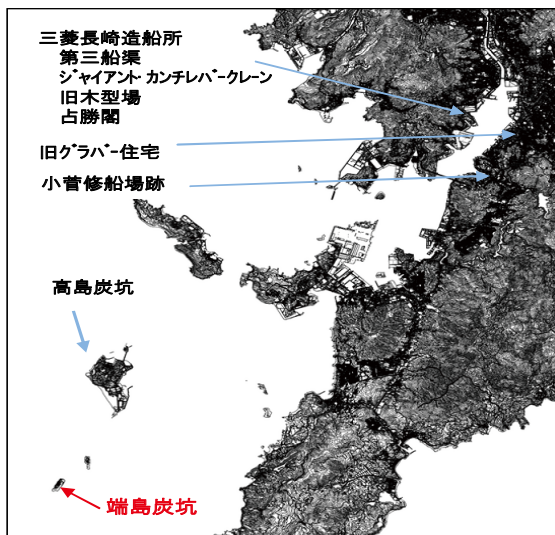 三菱長崎造船所
第三船渠
ジャイアント カンチレバークレーン
旧木型場
占勝閣
旧グラバー住宅
小菅修船場跡
高島炭坑
端島炭坑